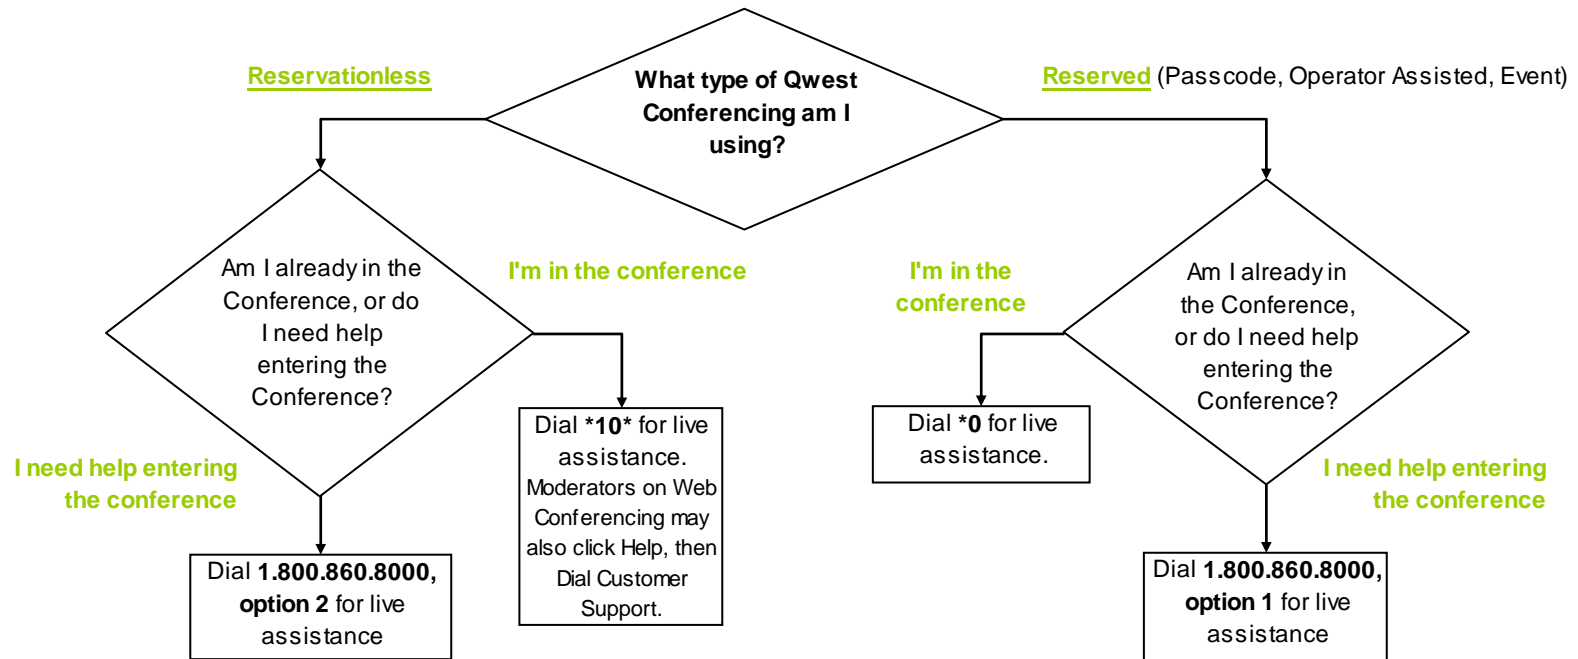 Reservationless
What type of Qwest
Conferencing am I
using?
Reserved (Passcode, Operator Assisted, Event)
Am I already in the
Conference, or do
I need help
entering the
Conference?
I'm in the conference
I'm in the
conference
Am I already in
the Conference,
or do I need help
entering the
Conference?
I need help entering
the conference
Dial *10* for live
assistance.
Moderators on Web
Conferencing may
also click Help, then
Dial Customer
Support.
Dial *0 for live
assistance.
I need help entering
the conference
Dial 1.800.860.8000,
option 2 for live
assistance
Dial 1.800.860.8000,
option 1 for live
assistance